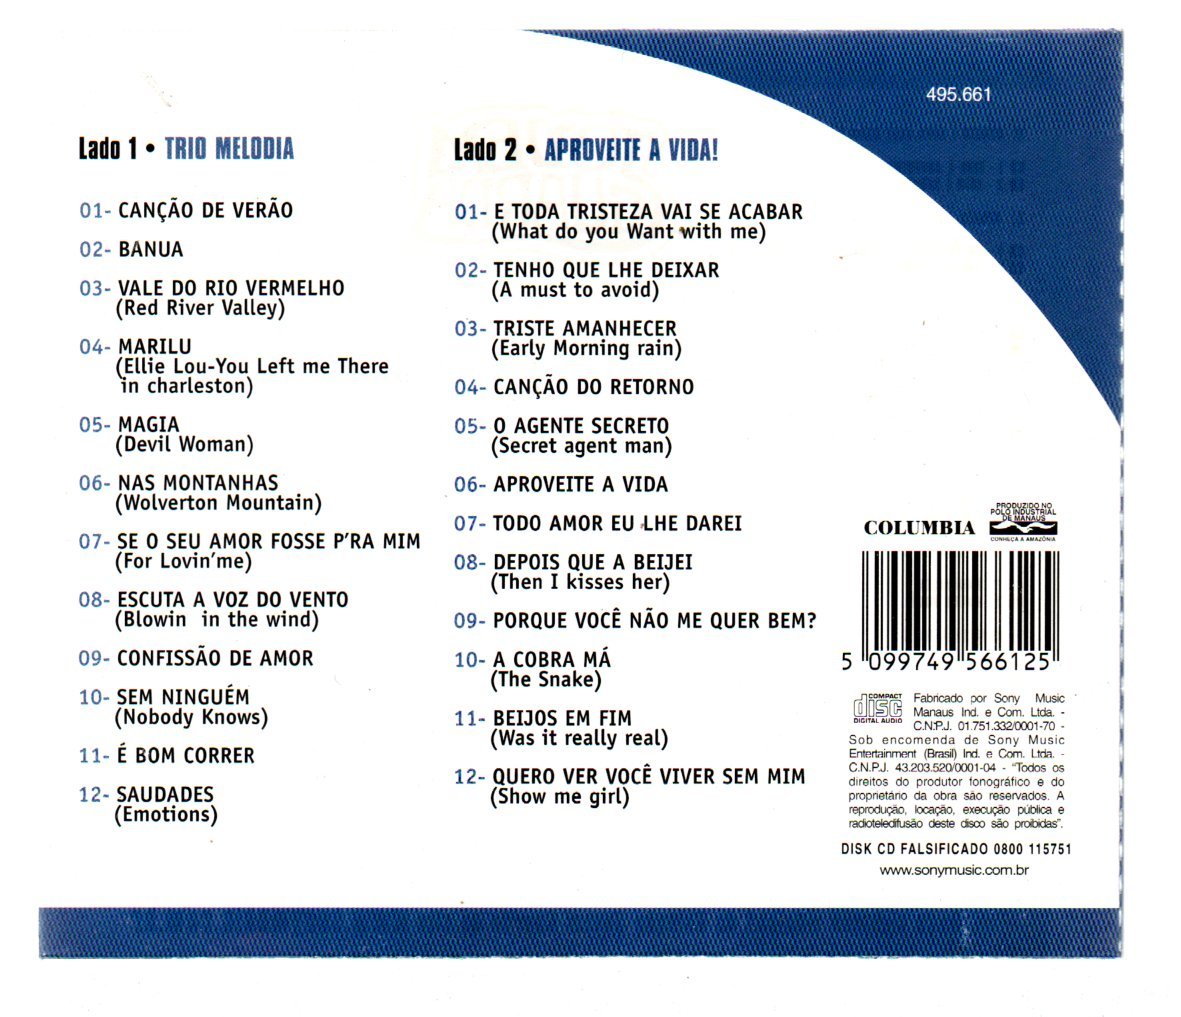 495.661
Lado 1 • TRIO MELODIA
01- CANÇÃO DE VERÃO
02- BANUA
03- VALE DO RIO VERMELHO
(Red River Valley)
04- MARILU
(Ellie Lou-You Left me There
in charleston)
05- MAGIA
(Devil Woman)
06- NAS MONTANHAS
(Wolverton Mountain)
07- SE O SEU AMOR FOSSE P'RA MIM
(For Lovin'me)
08- ESCUTA A VOZ DO VENTO
(Blowin in the wind)
09- CONFISSÃO DE AMOR
10- SEM NINGUÉM
(Nobody Knows)
11- É BOM CORRER
12- SAUDADES
(Emotions)
Lado 2 • APROVEITE A VIDA!
01- E TODA TRISTEZA VAI SE ACABAR
(What do you Want with me)
02- TENHO QUE LHE DEIXAR
(A must to avoid)
03- TRISTE AMANHECER
(Early Morning rain)
04- CANÇÃO DO RETORNO
05- O AGENTE SECRETO
(Secret agent man)
06- APROVEITE A VIDA
07- TODO AMOR EU LHE DAREI
08- DEPOIS QUE A BEIJEI
(Then I kisses her)
09- PORQUE VOCÊ NÃO ME QUER BEM?
10- A COBRA MÁ
(The Snake)
11- BEIJOS EM FIM
(Was it really real)
12- QUERO VER VOCÊ VIVER SEM MIM
(Show me girl)
COLUMBIA
PRODUZIDO NO
POLO INDUSTRIAL
DE MANAUS
CONHEÇA A AMAZÔNIA
5 099749 566125
COMPACT
disc
DIGITAL AUDIO
Fabricado por Sony Music
Manaus Ind. e Com. Ltda. -
C.N.P.J. 01.751.332/0001-70 -
Sob encomenda de Sony Music
Entertainment (Brasil) Ind. e Com. Ltda. -
C.N.P.J. 43.203.520/0001-04 - "Todos os
direitos do produtor fonográfico e do
proprietário da obra são reservados. A
reprodução, locação, execução pública e
radioteledifusão deste disco são proibidas".
DISK CD FALSIFICADO 0800 115751
www.sonymusic.com.br